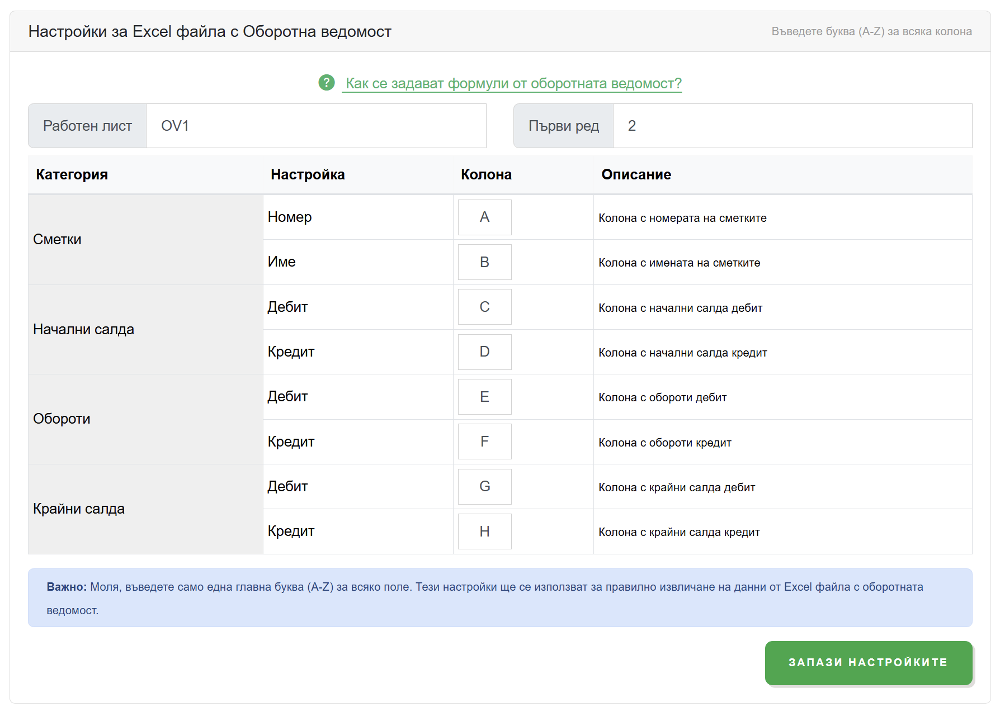 Настройки за Excel файла с Оборотна ведомост
Въведете буква (A-Z) за всяка колона
? Как се задават формули от оборотната ведомост?
Работен лист OV1
Първи ред 2
Категория Настройка Колона Описание
Сметки
Номер A Колона с номерата на сметките
Име B Колона с имената на сметките
Начални салда
Дебит C Колона с начални салда дебит
Кредит D Колона с начални салда кредит
Обороти
Дебит E Колона с обороти дебит
Кредит F Колона с обороти кредит
Крайни салда
Дебит G Колона с крайни салда дебит
Кредит H Колона с крайни салда кредит
Важно: Моля, въведете само една главна буква (A-Z) за всяко поле. Тези настройки ще се използват за правилно извличане на данни от Excel файла с оборотната
ведомост.
ЗАПАЗИ НАСТРОЙКИТЕ